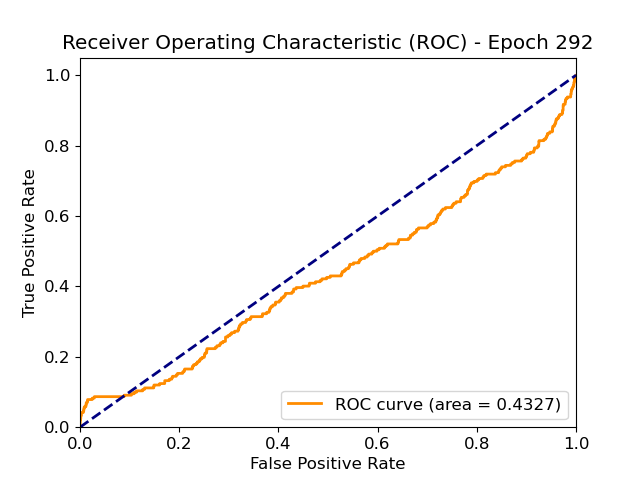 Receiver Operating Characteristic (ROC) - Epoch 292
1.0
0.8
0.6
0.4
0.2
0.0
True Positive Rate
ROC curve (area = 0.4327)
0.0 0.2 0.4 0.6 0.8 1.0
False Positive Rate